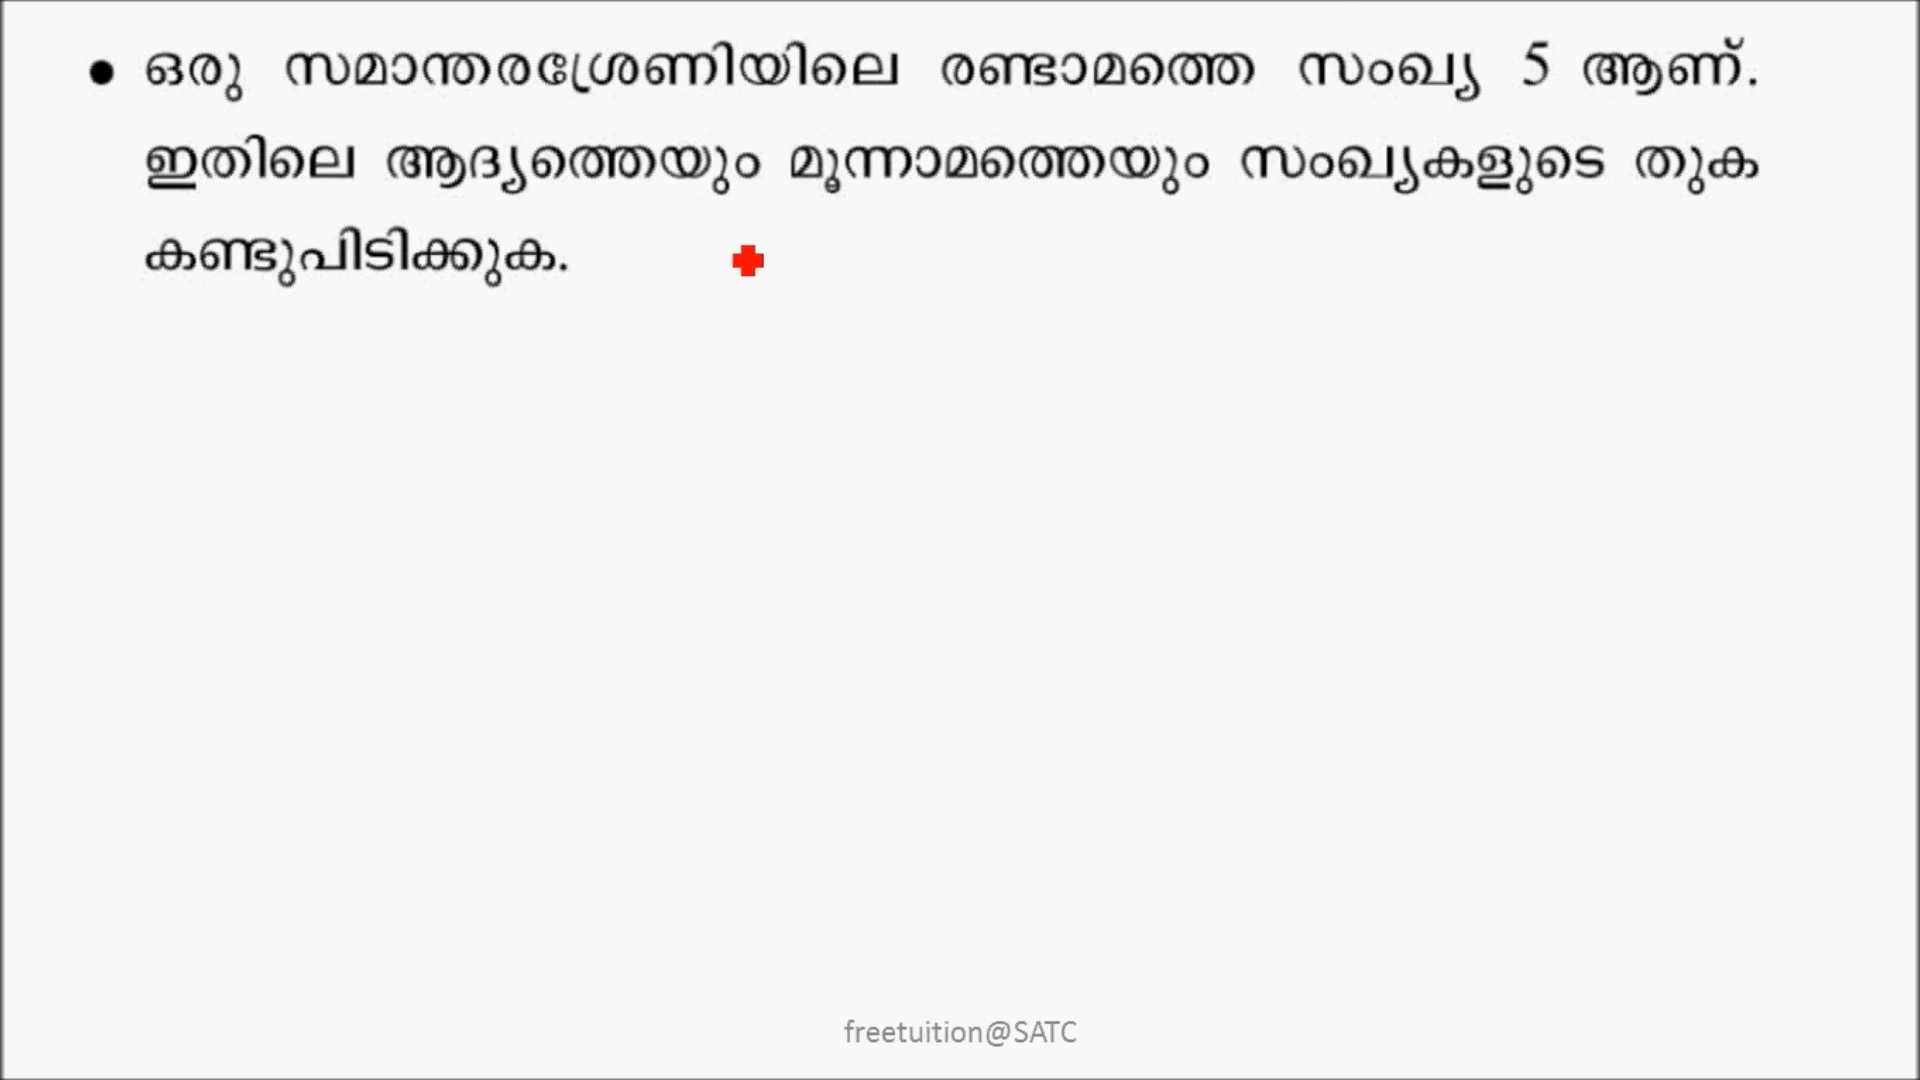 • ഒരു സമാന്തരശ്രേണിയിലെ രണ്ടാമത്തെ സംഖ്യ 5 ആണ്.
ഇതിലെ ആദ്യത്തെയും മൂന്നാമത്തെയും സംഖ്യകളുടെ തുക
കണ്ടുപിടിക്കുക.
freetuition@SATC